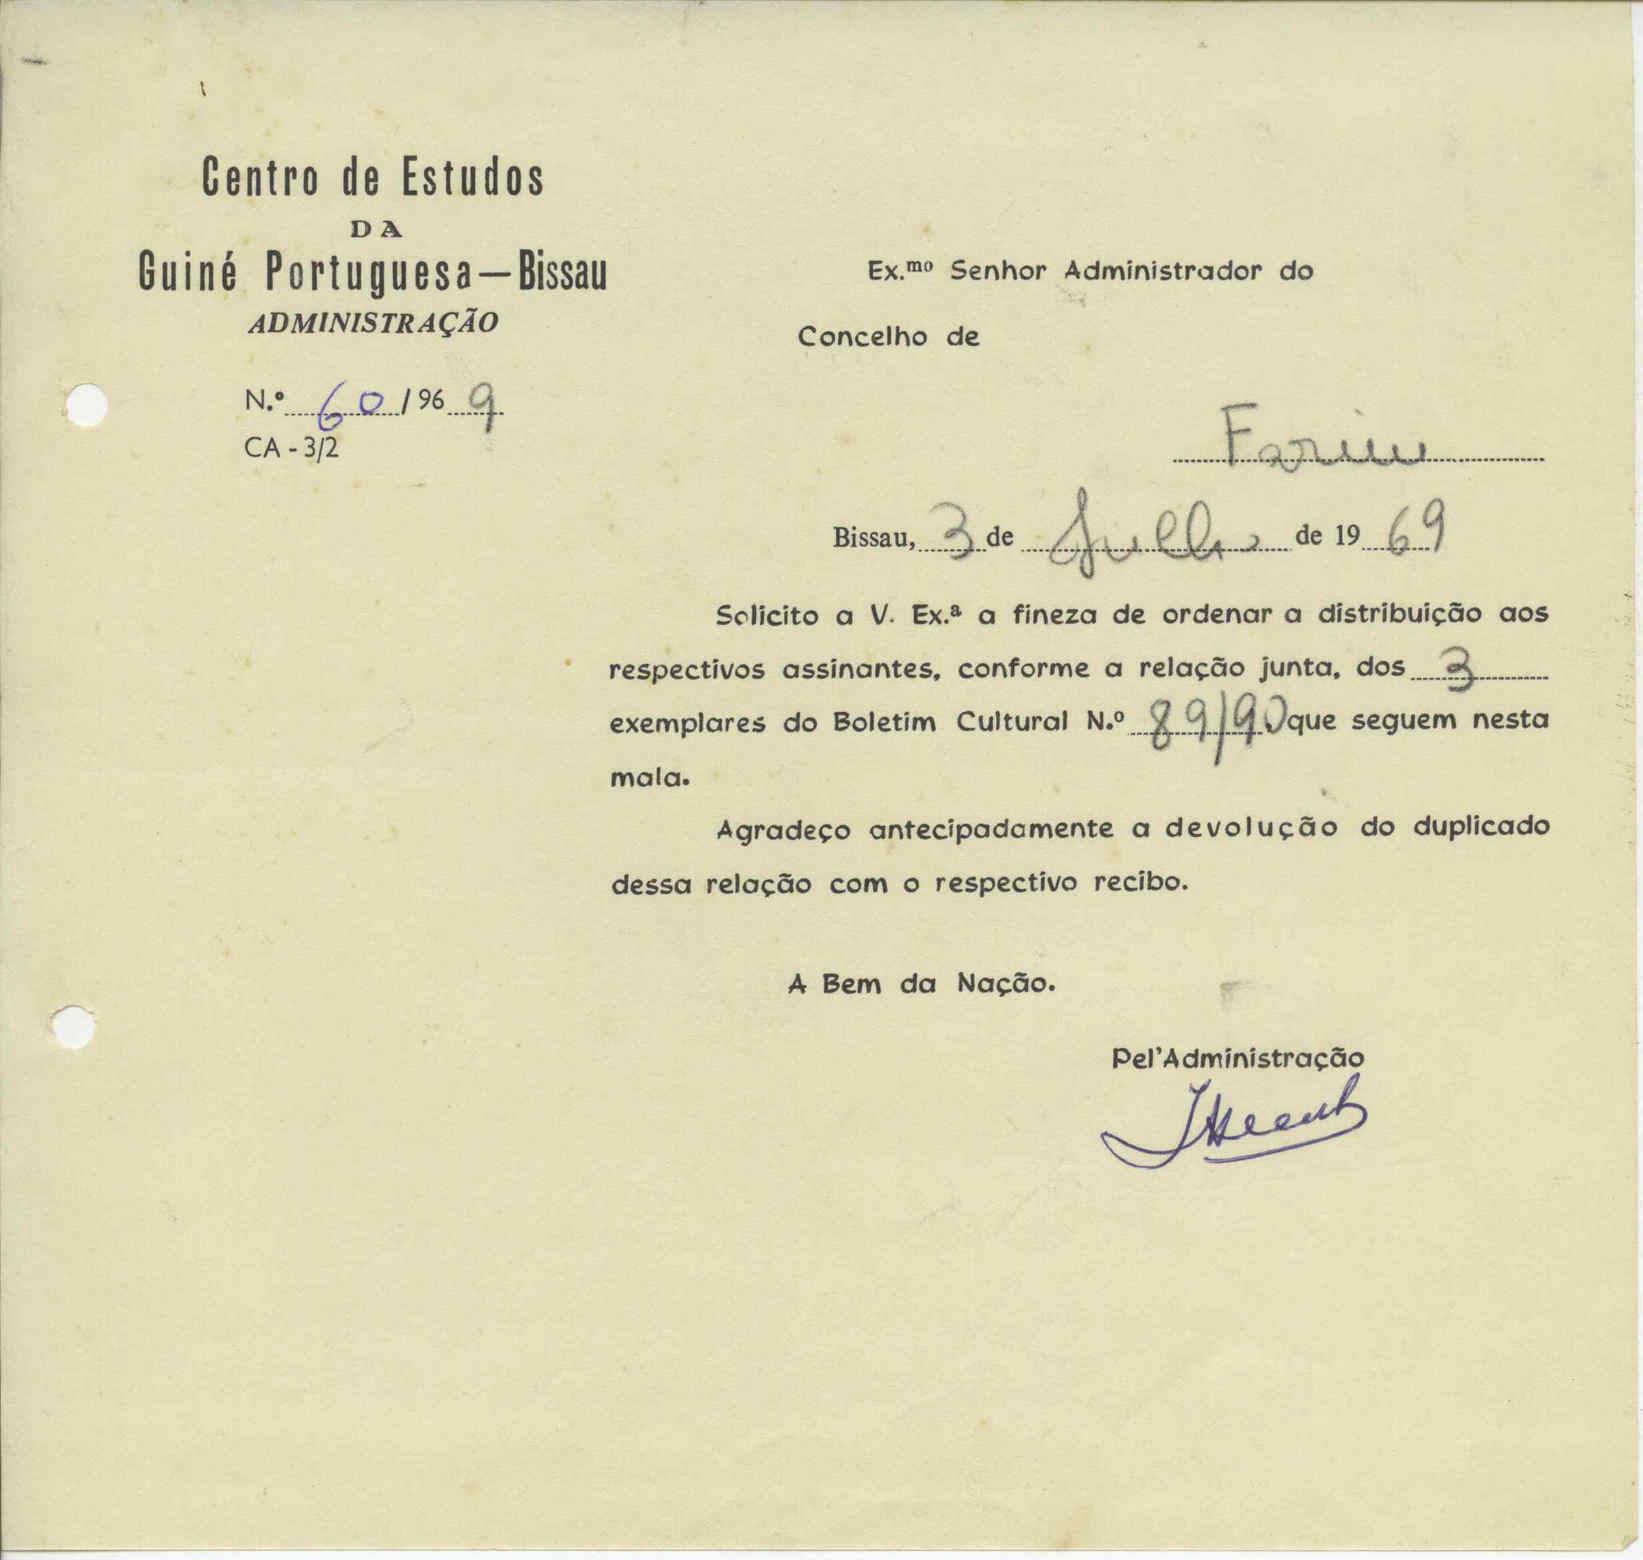 Centro de Estudos
DA
Guiné Portuguesa—Bissau
ADMINISTRAÇÃO
N.º 60/969
CA - 3/2
Ex.mo Senhor Administrador do
Concelho de
Farim
Bissau, 3 de Julho de 1969
Solicito a V. Ex.ª a fineza de ordenar a distribuição aos
respectivos assinantes, conforme a relação junta, dos 3
exemplares do Boletim Cultural N.º 89/90 que seguem nesta
mala.
Agradeço antecipadamente a devolução do duplicado
dessa relação com o respectivo recibo.
A Bem da Nação.
Pel'Administração